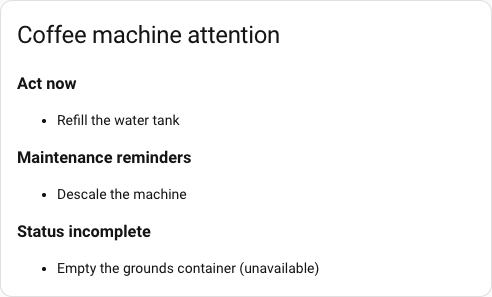 Coffee machine attention
Act now
• Refill the water tank
Maintenance reminders
• Descale the machine
Status incomplete
• Empty the grounds container (unavailable)